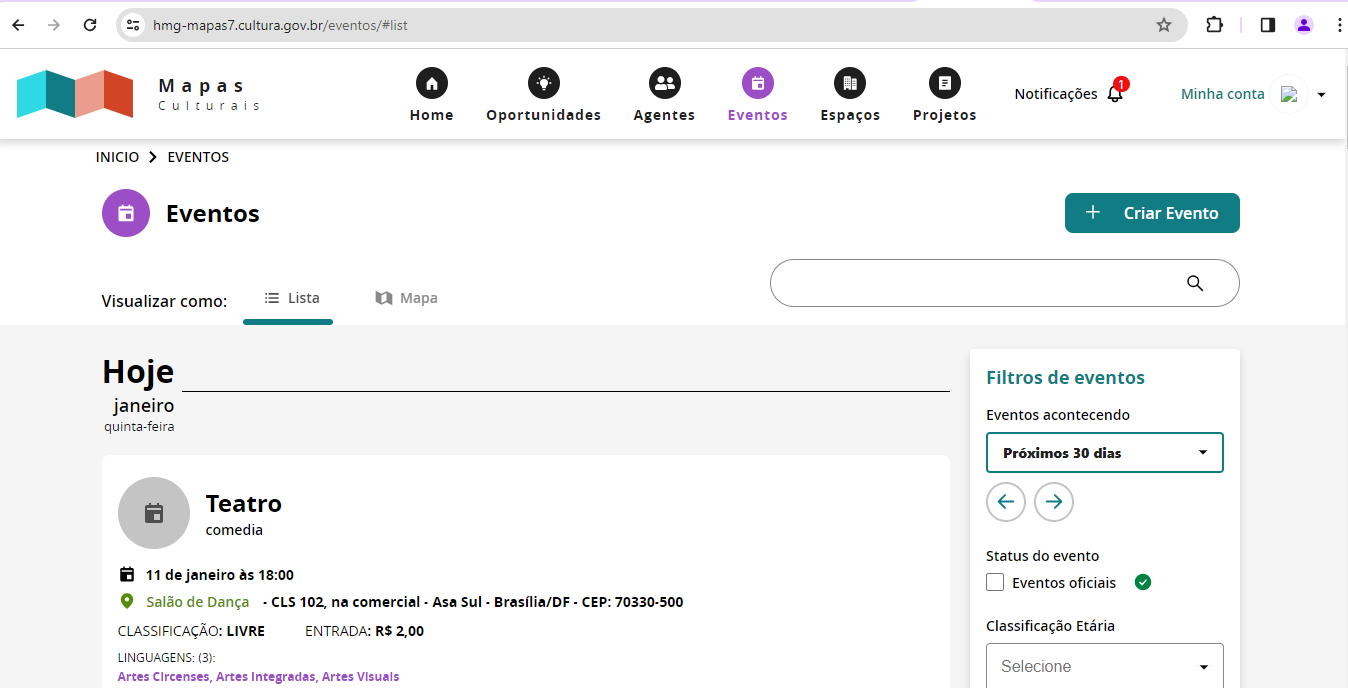 hmg-mapas7.cultura.gov.br/eventos/#list
Mapas
Culturais
Home
Oportunidades
Agentes
Eventos
Espaços
Projetos
Notificações 1
Minha conta
INICIO > EVENTOS
Eventos
+ Criar Evento
Visualizar como:
Lista
Mapa
Hoje
janeiro
quinta-feira
Teatro
comedia
11 de janeiro às 18:00
Salão de Dança - CLS 102, na comercial - Asa Sul - Brasília/DF - CEP: 70330-500
CLASSIFICAÇÃO: LIVRE ENTRADA: R$ 2,00
LINGUAGENS: (3):
Artes Circenses, Artes Integradas, Artes Visuais
Filtros de eventos
Eventos acontecendo
Próximos 30 dias
Status do evento
Eventos oficiais
Classificação Etária
Selecione